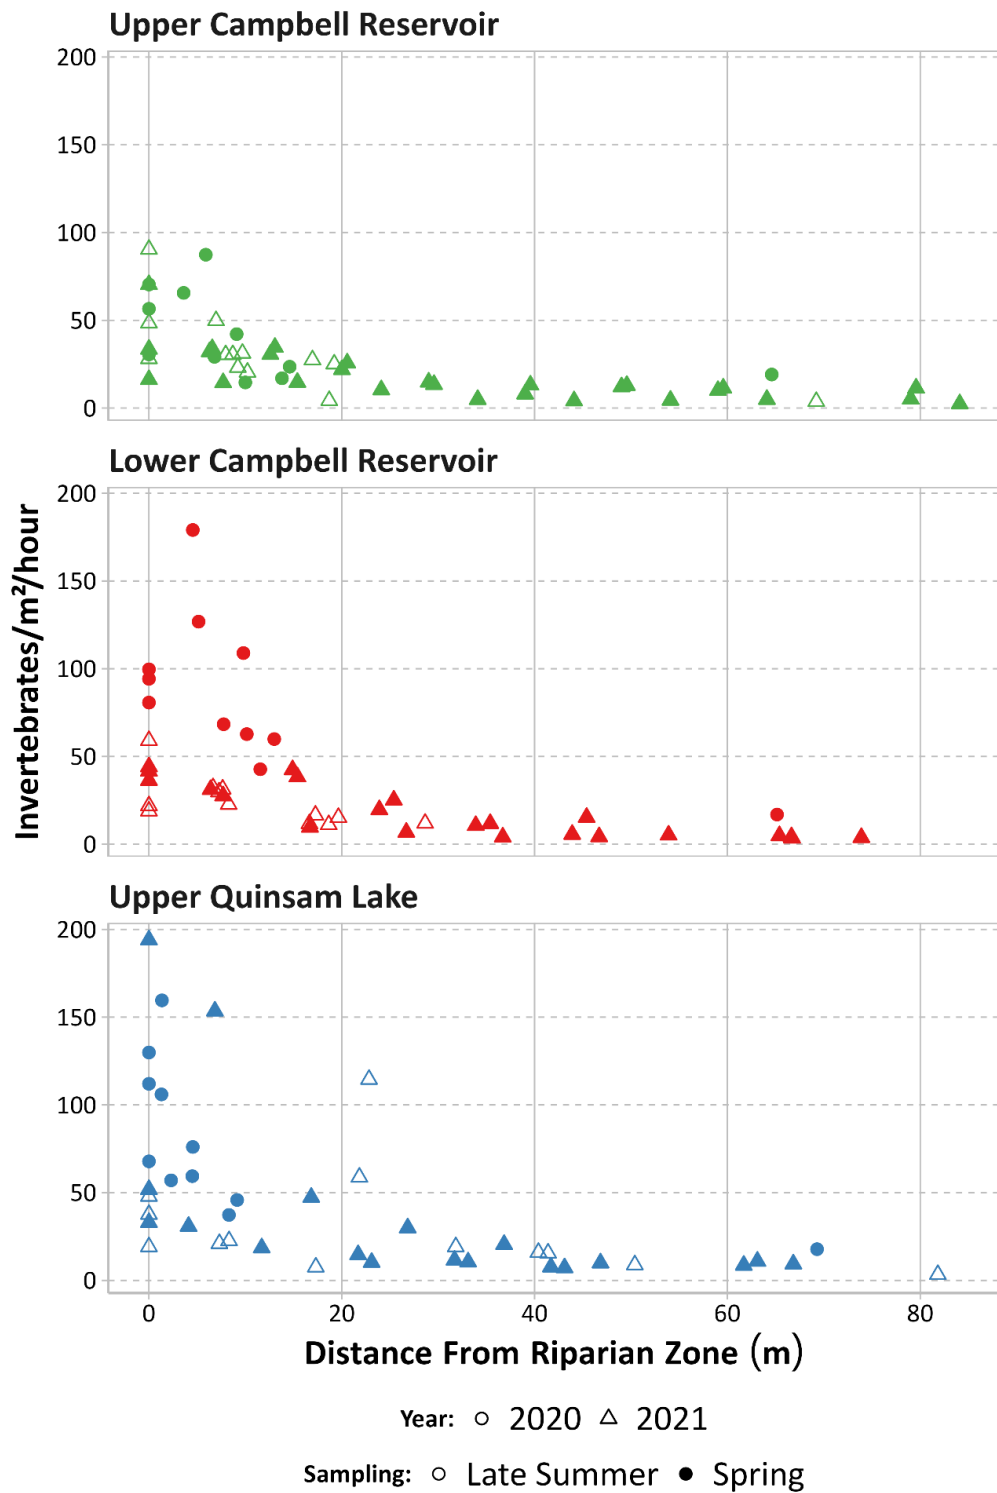 Upper Campbell Reservoir
200
150
100
50
0
Lower Campbell Reservoir
200
150
100
50
0
Invertebrates/m²/hour
Upper Quinsam Lake
200
150
100
50
0
0 20 40 60 80
Distance From Riparian Zone (m)
Year: 2020 2021
Sampling: Late Summer Spring